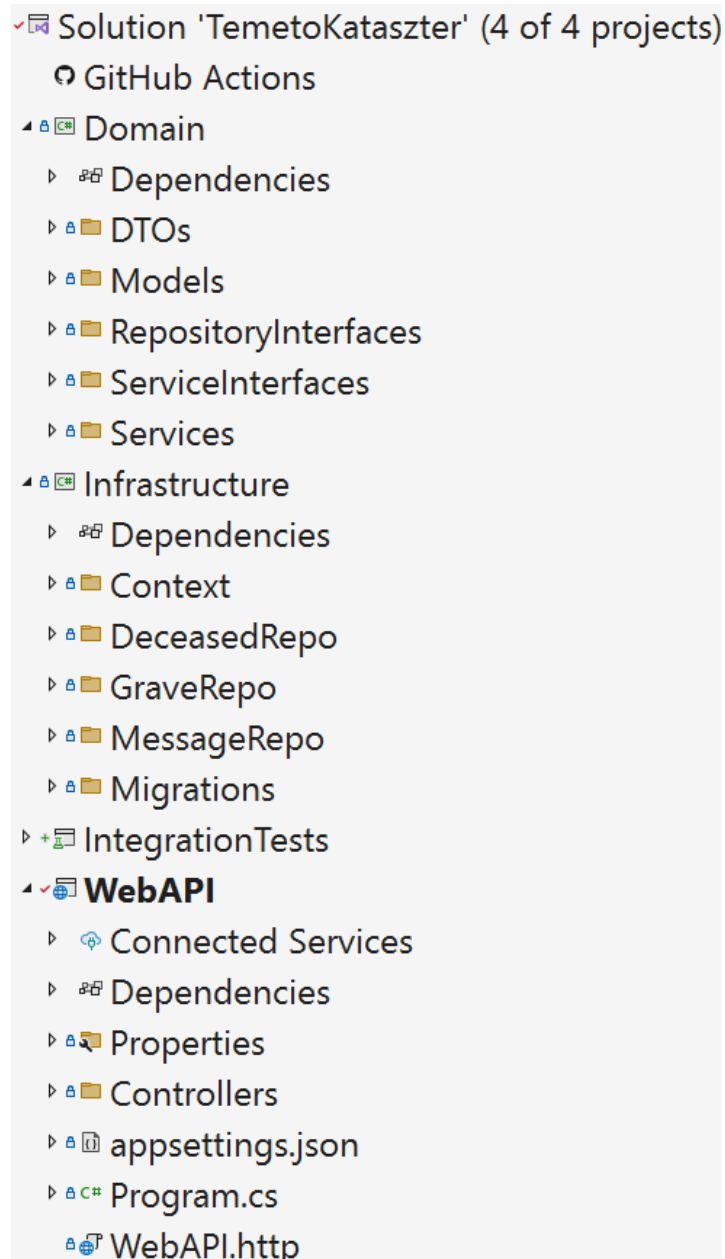 Solution 'TemetoKataszter' (4 of 4 projects)
GitHub Actions
Domain
Dependencies
DTOs
Models
RepositoryInterfaces
ServiceInterfaces
Services
Infrastructure
Dependencies
Context
DeceasedRepo
GraveRepo
MessageRepo
Migrations
IntegrationTests
WebAPI
Connected Services
Dependencies
Properties
Controllers
appsettings.json
Program.cs
WebAPI.http